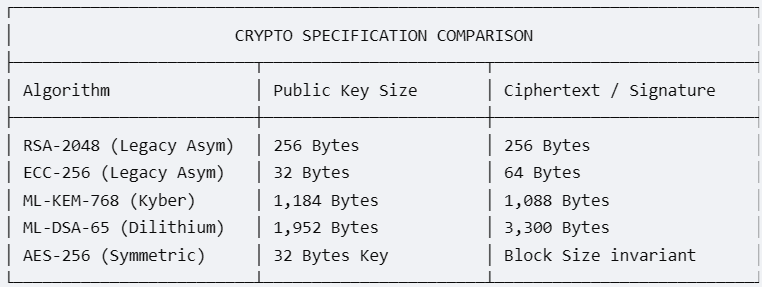 CRYPTO SPECIFICATION COMPARISON
Algorithm Public Key Size Ciphertext / Signature
RSA-2048 (Legacy Asym) 256 Bytes 256 Bytes
ECC-256 (Legacy Asym) 32 Bytes 64 Bytes
ML-KEM-768 (Kyber) 1,184 Bytes 1,088 Bytes
ML-DSA-65 (Dilithium) 1,952 Bytes 3,300 Bytes
AES-256 (Symmetric) 32 Bytes Key Block Size invariant